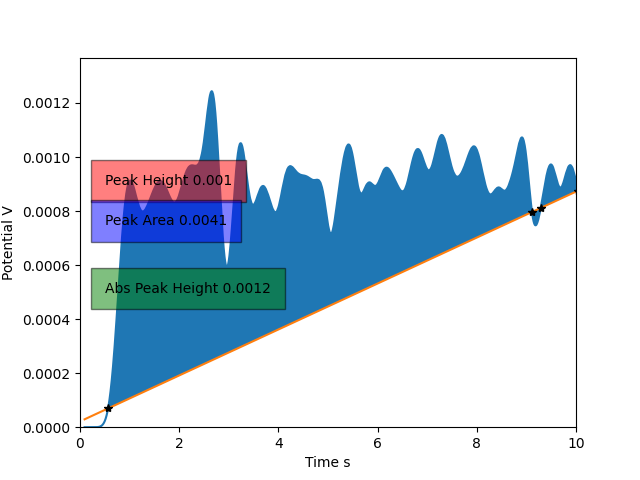 0.0012
0.0010
0.0008
0.0006
0.0004
0.0002
0.0000
Potential V
Peak Height 0.001
Peak Area 0.0041
Abs Peak Height 0.0012
0 2 4 6 8 10
Time s